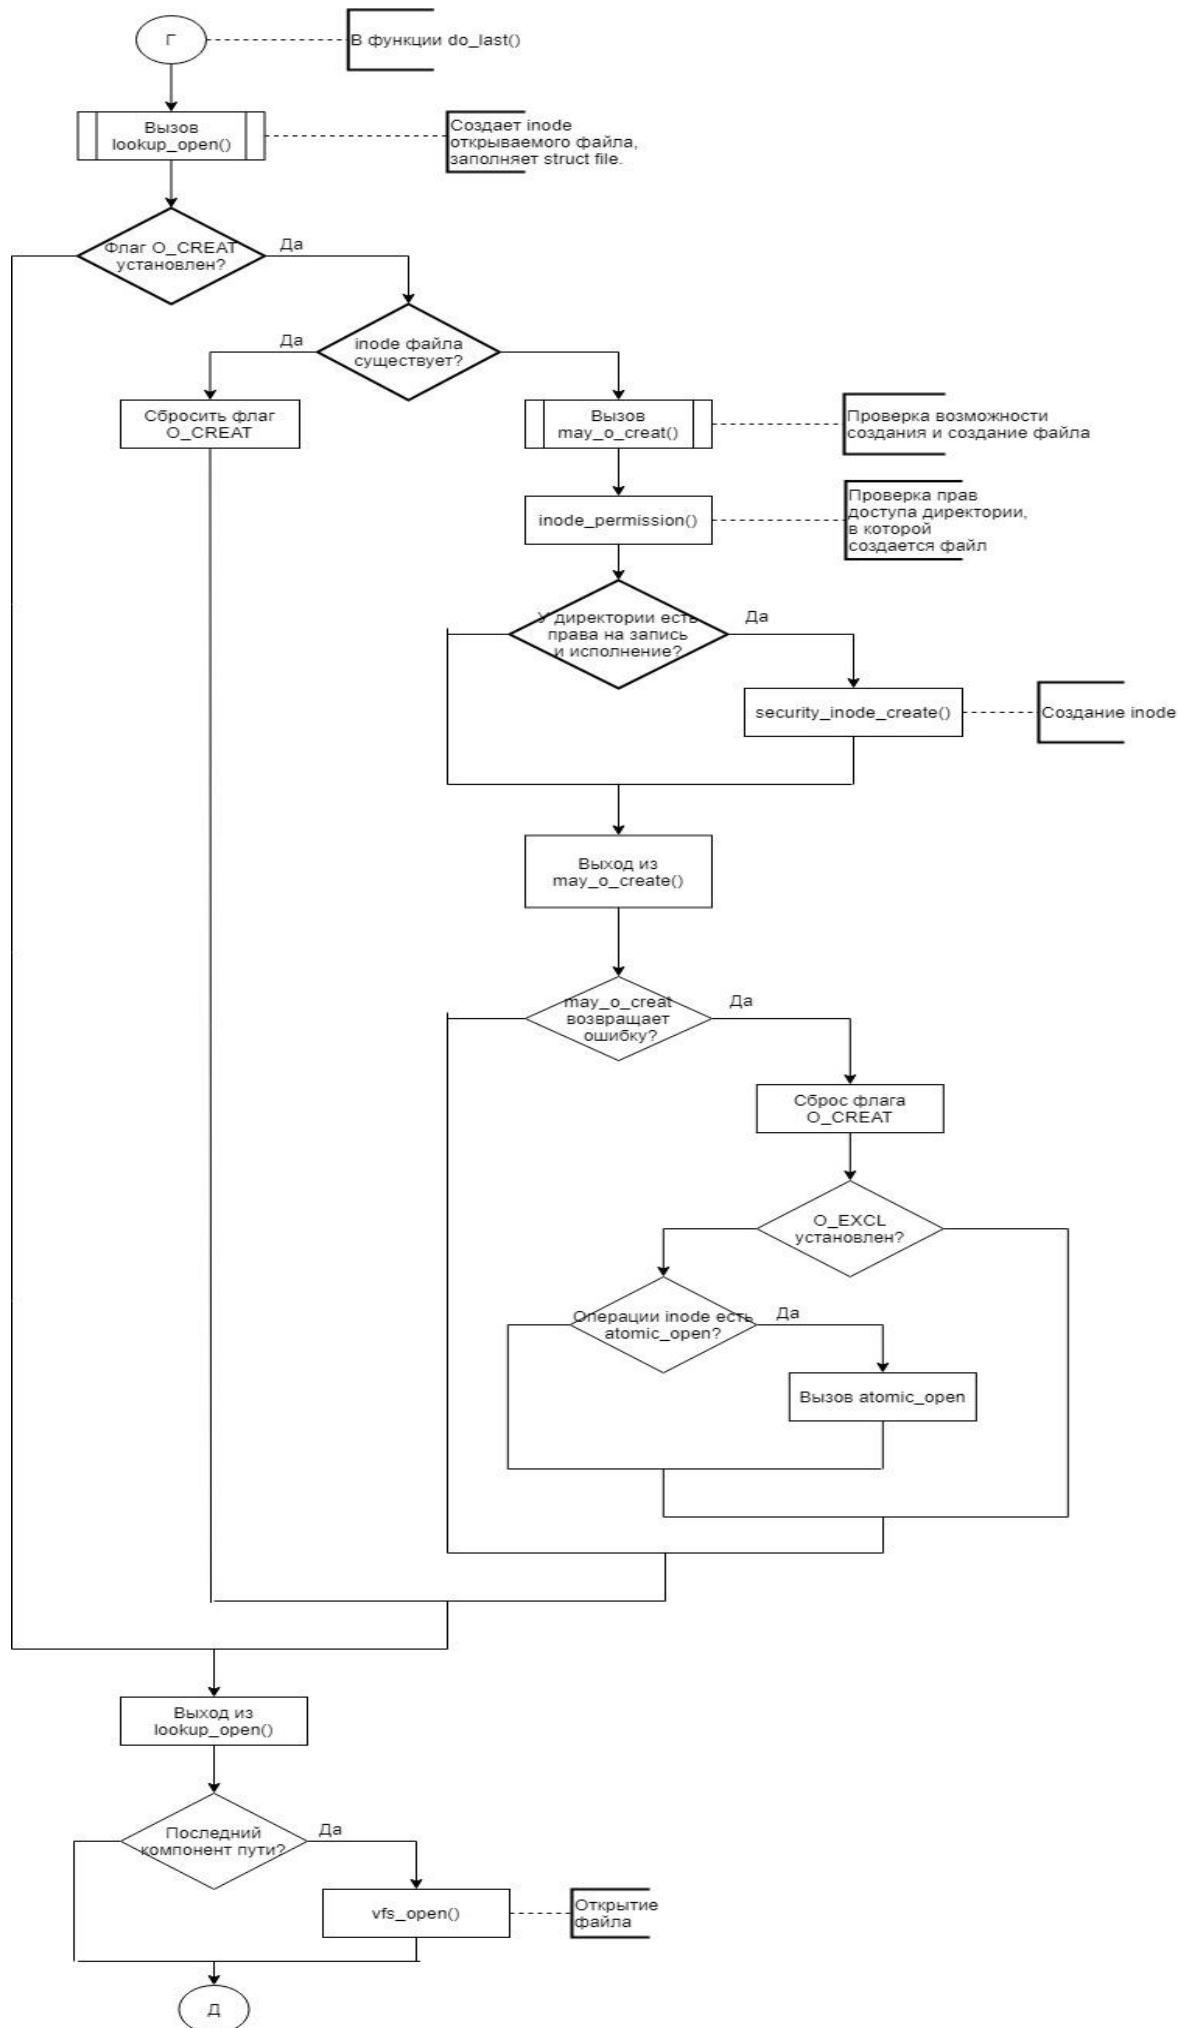 Г
В функции do_last()
Вызов
lookup_open()
Создает inode
открываемого файла,
заполняет struct file.
Флаг O_CREAT
установлен?
Да
inode файла
существует?
Да
Сбросить флаг
O_CREAT
Вызов
may_o_creat()
Проверка возможности
создания и создание файла
inode_permission()
Проверка прав
доступа директории,
в которой
создается файл
У директории есть
права на запись
и исполнение?
Да
security_inode_create()
Создание inode
Выход из
may_o_create()
may_o_creat
возвращает
ошибку?
Да
Сброс флага
O_CREAT
O_EXCL
установлен?
Операции inode есть
atomic_open?
Да
Вызов atomic_open
Выход из
lookup_open()
Последний
компонент пути?
Да
vfs_open()
Открытие
файла
Д